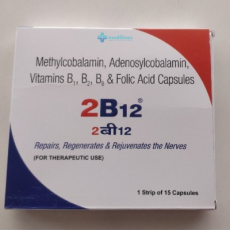 Methylcobalamin, Adenosylcobalamin,
Vitamins B₁, B₂, B₆ & Folic Acid Capsules
2B12®
2बी12
Repairs, Regenerates & Rejuvenates the Nerves
(FOR THERAPEUTIC USE)
1 Strip of 15 Capsules